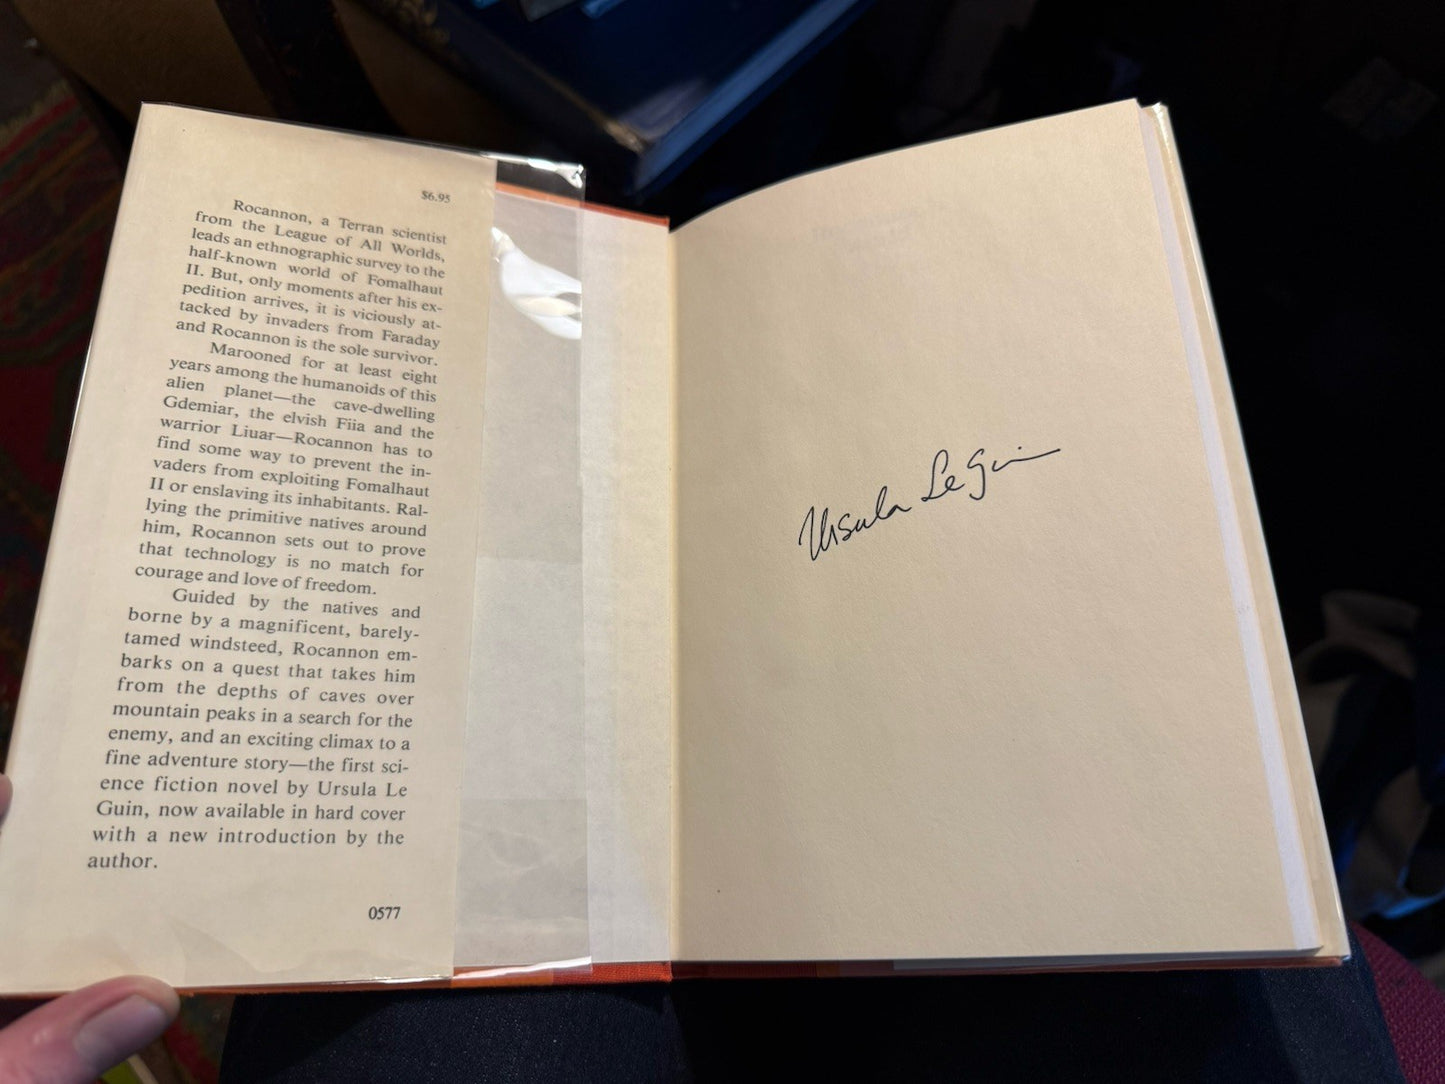 $6.95
Rocannon, a Terran scientist
from the League of All Worlds,
leads an ethnographic survey to the
half-known world of Fomalhaut
II. But, only moments after his ex-
pedition arrives, it is viciously at-
tacked by invaders from Faraday
and Rocannon is the sole survivor.
Marooned for at least eight
years among the humanoids of this
alien planet—the cave-dwelling
Gdemiar, the elvish Fiia and the
warrior Liuar—Rocannon has to
find some way to prevent the in-
vaders from exploiting Fomalhaut
II or enslaving its inhabitants. Ral-
lying the primitive natives around
him, Rocannon sets out to prove
that technology is no match for
courage and love of freedom.
Guided by the natives and
borne by a magnificent, barely-
tamed windsteed, Rocannon em-
barks on a quest that takes him
from the depths of caves over
mountain peaks in a search for the
enemy, and an exciting climax to a
fine adventure story—the first sci-
ence fiction novel by Ursula Le
Guin, now available in hard cover
with a new introduction by the
author.
0577
Ursula Le Guin